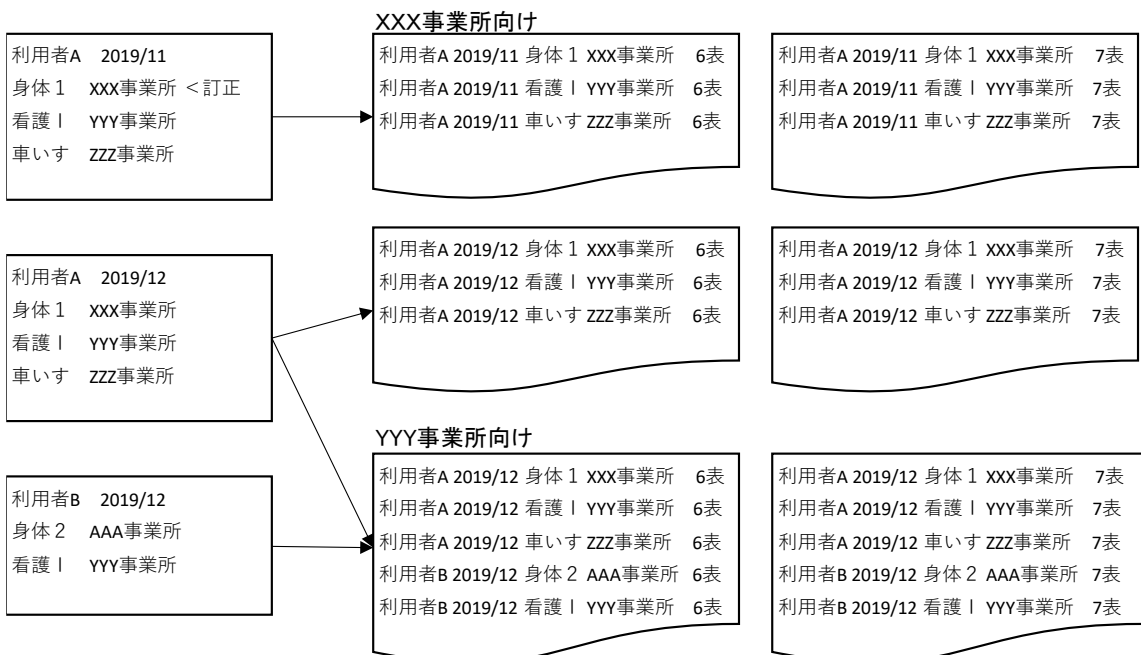 利用者A 2019/11
身体１ XXX事業所 ＜訂正
看護Ⅰ YYY事業所
車いす ZZZ事業所
XXX事業所向け
利用者A 2019/11 身体１ XXX事業所 6表
利用者A 2019/11 看護Ⅰ YYY事業所 6表
利用者A 2019/11 車いす ZZZ事業所 6表
利用者A 2019/11 身体１ XXX事業所 7表
利用者A 2019/11 看護Ⅰ YYY事業所 7表
利用者A 2019/11 車いす ZZZ事業所 7表
利用者A 2019/12
身体１ XXX事業所
看護Ⅰ YYY事業所
車いす ZZZ事業所
利用者A 2019/12 身体１ XXX事業所 6表
利用者A 2019/12 看護Ⅰ YYY事業所 6表
利用者A 2019/12 車いす ZZZ事業所 6表
利用者A 2019/12 身体１ XXX事業所 7表
利用者A 2019/12 看護Ⅰ YYY事業所 7表
利用者A 2019/12 車いす ZZZ事業所 7表
利用者B 2019/12
身体２ AAA事業所
看護Ⅰ YYY事業所
YYY事業所向け
利用者A 2019/12 身体１ XXX事業所 6表
利用者A 2019/12 看護Ⅰ YYY事業所 6表
利用者A 2019/12 車いす ZZZ事業所 6表
利用者B 2019/12 身体２ AAA事業所 6表
利用者B 2019/12 看護Ⅰ YYY事業所 6表
利用者A 2019/12 身体１ XXX事業所 7表
利用者A 2019/12 看護Ⅰ YYY事業所 7表
利用者A 2019/12 車いす ZZZ事業所 7表
利用者B 2019/12 身体２ AAA事業所 7表
利用者B 2019/12 看護Ⅰ YYY事業所 7表